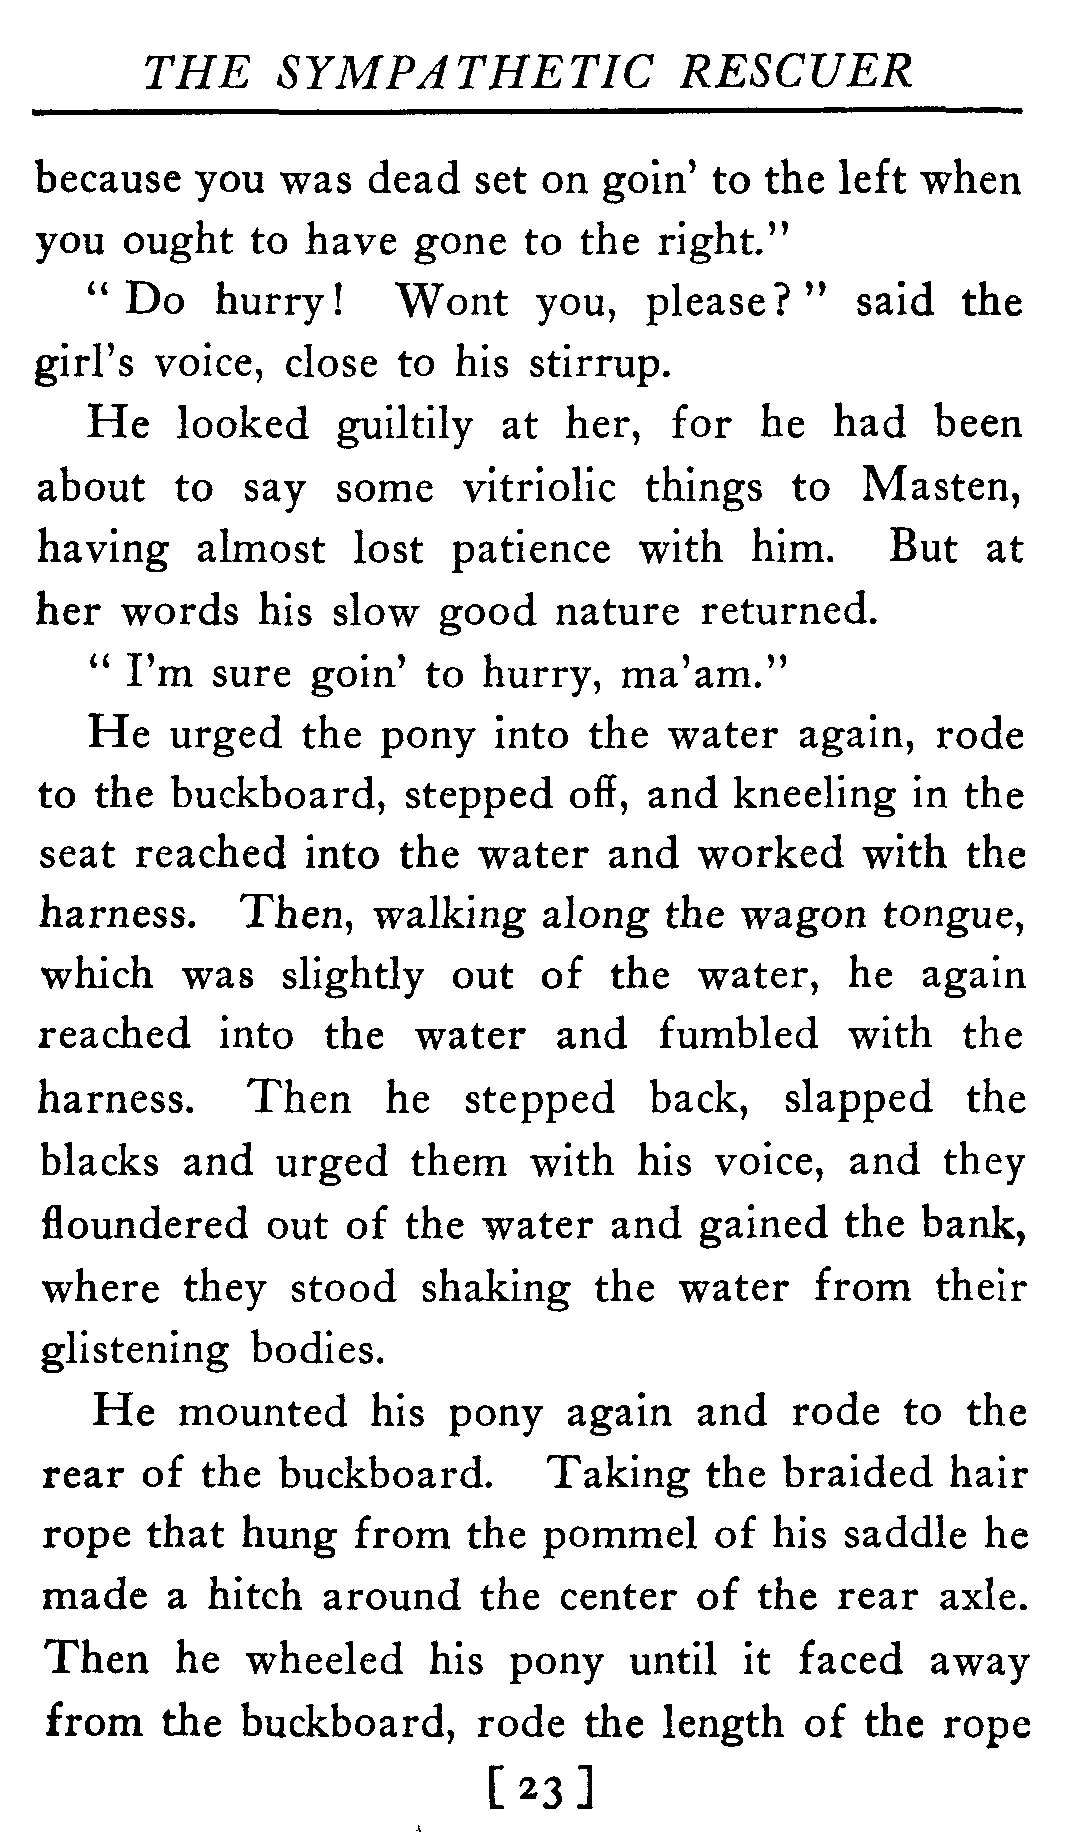 THE SYMPATHETIC RESCUER
because you was dead set on goin' to the left when
you ought to have gone to the right."
" Do hurry! Wont you, please? " said the
girl's voice, close to his stirrup.
He looked guiltily at her, for he had been
about to say some vitriolic things to Masten,
having almost lost patience with him. But at
her words his slow good nature returned.
" I'm sure goin' to hurry, ma'am."
He urged the pony into the water again, rode
to the buckboard, stepped off, and kneeling in the
seat reached into the water and worked with the
harness. Then, walking along the wagon tongue,
which was slightly out of the water, he again
reached into the water and fumbled with the
harness. Then he stepped back, slapped the
blacks and urged them with his voice, and they
floundered out of the water and gained the bank,
where they stood shaking the water from their
glistening bodies.
He mounted his pony again and rode to the
rear of the buckboard. Taking the braided hair
rope that hung from the pommel of his saddle he
made a hitch around the center of the rear axle.
Then he wheeled his pony until it faced away
from the buckboard, rode the length of the rope
[ 23 ]